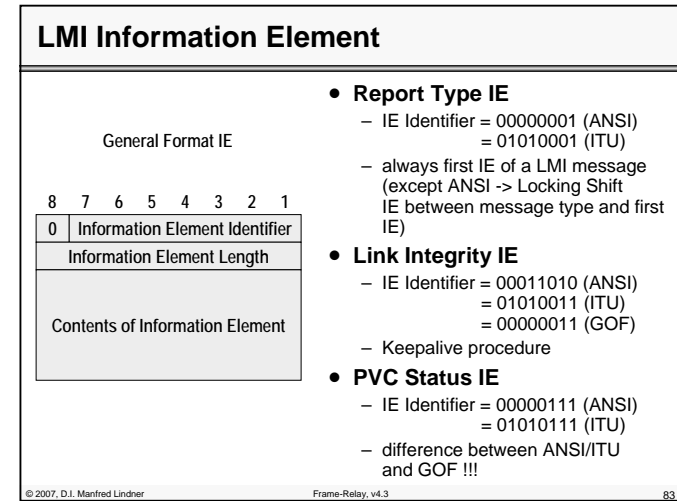 LMI Information Element
General Format IE
8 7 6 5 4 3 2 1
0 Information Element Identifier
Information Element Length
Contents of Information Element
• Report Type IE
– IE Identifier = 00000001 (ANSI)
= 01010001 (ITU)
– always first IE of a LMI message
(except ANSI -> Locking Shift
IE between message type and first
IE)
• Link Integrity IE
– IE Identifier = 00011010 (ANSI)
= 01010011 (ITU)
= 00000011 (GOF)
– Keepalive procedure
• PVC Status IE
– IE Identifier = 00000111 (ANSI)
= 01010111 (ITU)
– difference between ANSI/ITU
and GOF !!!
© 2007, D.I. Manfred Lindner
Frame-Relay, v4.3
83